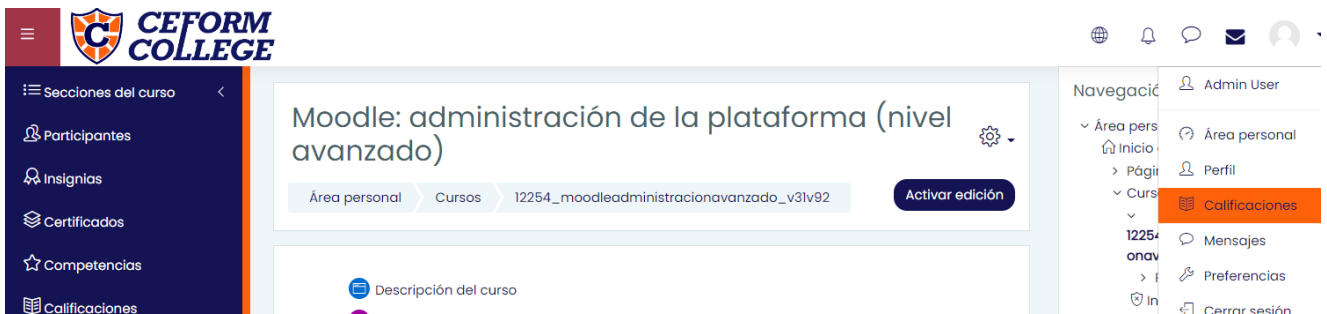 CEFORM
COLLEGE
Secciones del curso
Participantes
Insignias
Certificados
Competencias
Calificaciones
Moodle: administración de la plataforma (nivel
avanzado)
Área personal
Cursos
12254_moodleadministracionavanzado_v31v92
Activar edición
Descripción del curso
Navegació
Área pers
Inicio
Págin
Curs
1225
onav
In
Admin User
Área personal
Perfil
Calificaciones
Mensajes
Preferencias
Cerrar sesión